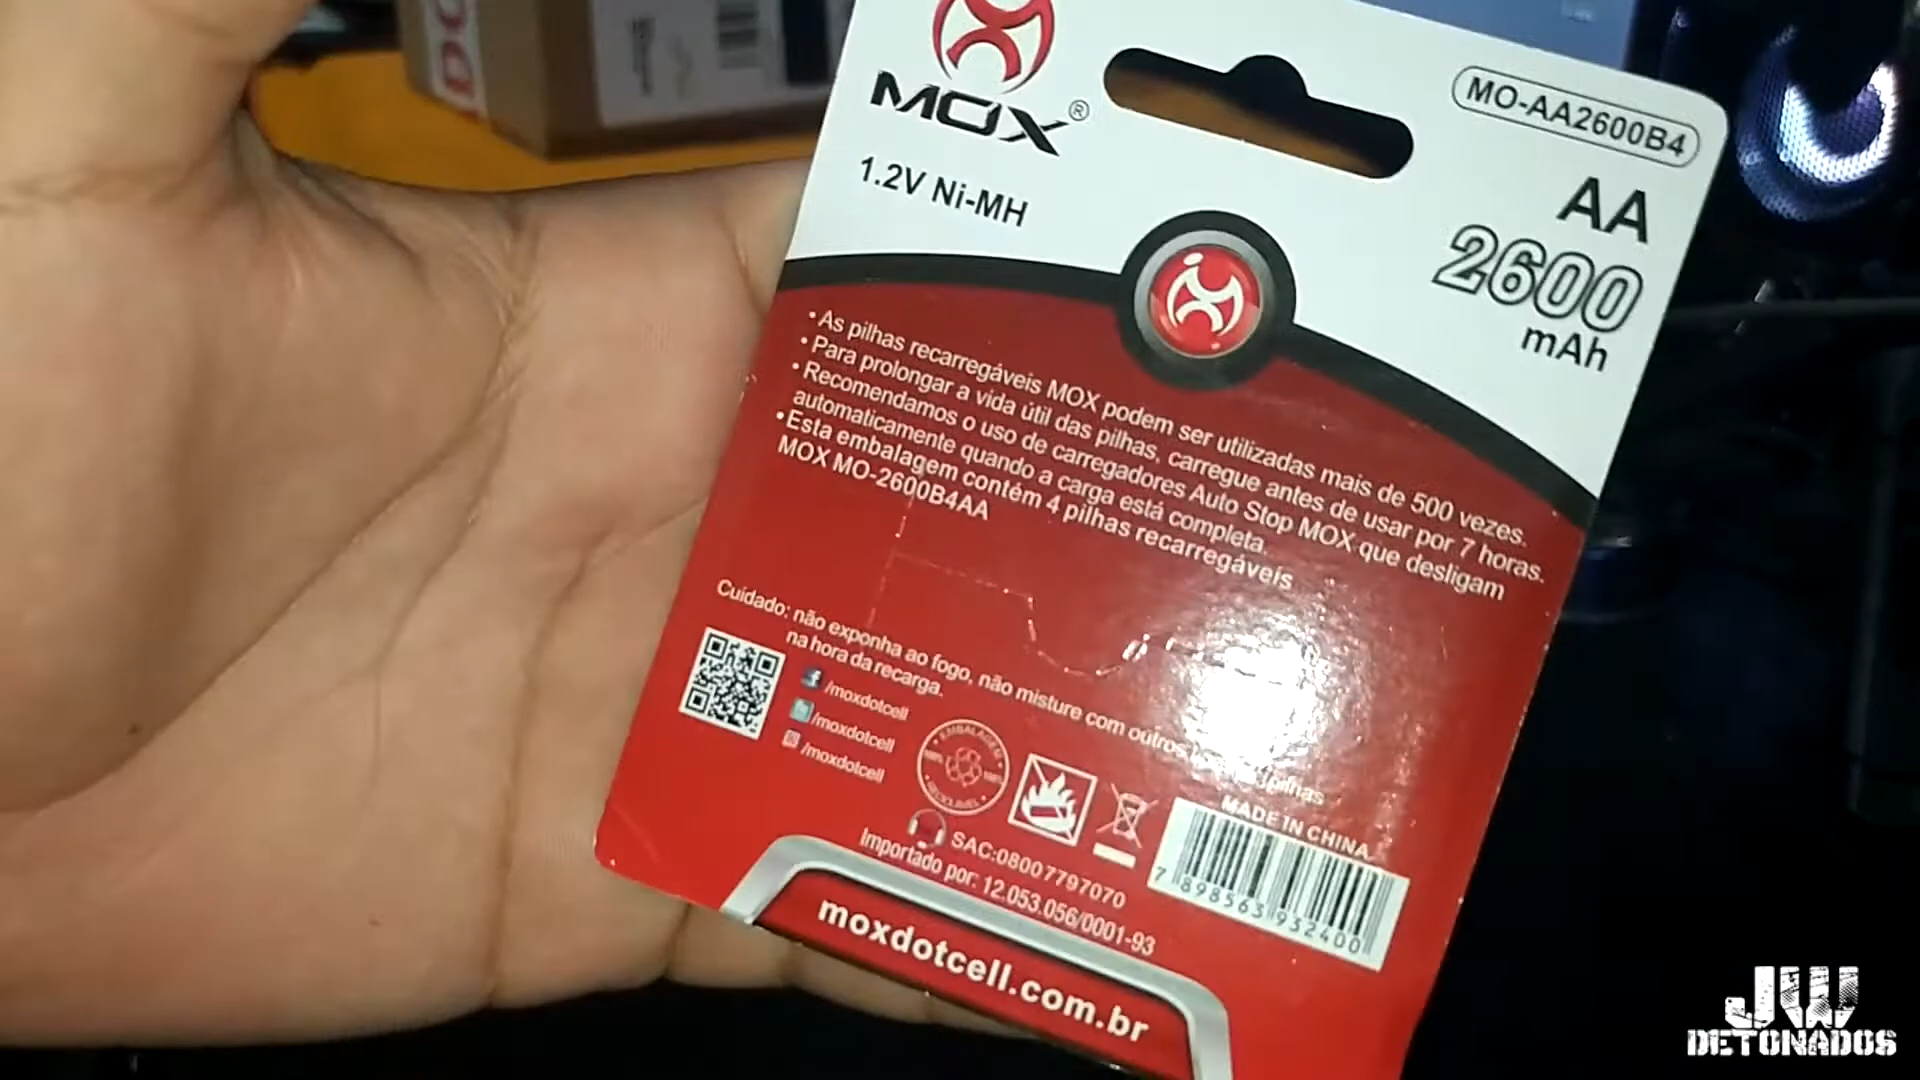 MOX®
MO-AA2600B4
1.2V Ni-MH
AA
2600
mAh
•As pilhas recarregáveis MOX podem ser utilizadas mais de 500 vezes.
•Para prolongar a vida útil das pilhas, carregue antes de usar por 7 horas.
•Recomendamos o uso de carregadores Auto Stop MOX que desligam
automaticamente quando a carga está completa.
•Esta embalagem contém 4 pilhas recarregáveis
MOX MO-2600B4AA
Cuidado: não exponha ao fogo, não misture com outros pilhas
na hora da recarga.
/moxdotcell
/moxdotcell
/moxdotcell
EMBALAGEM
RECICLÁVEL
MADE IN CHINA
SAC:08007797070
Importado por: 12.053.056/0001-93
7 898563 932400
moxdotcell.com.br
JW
DETONADOS